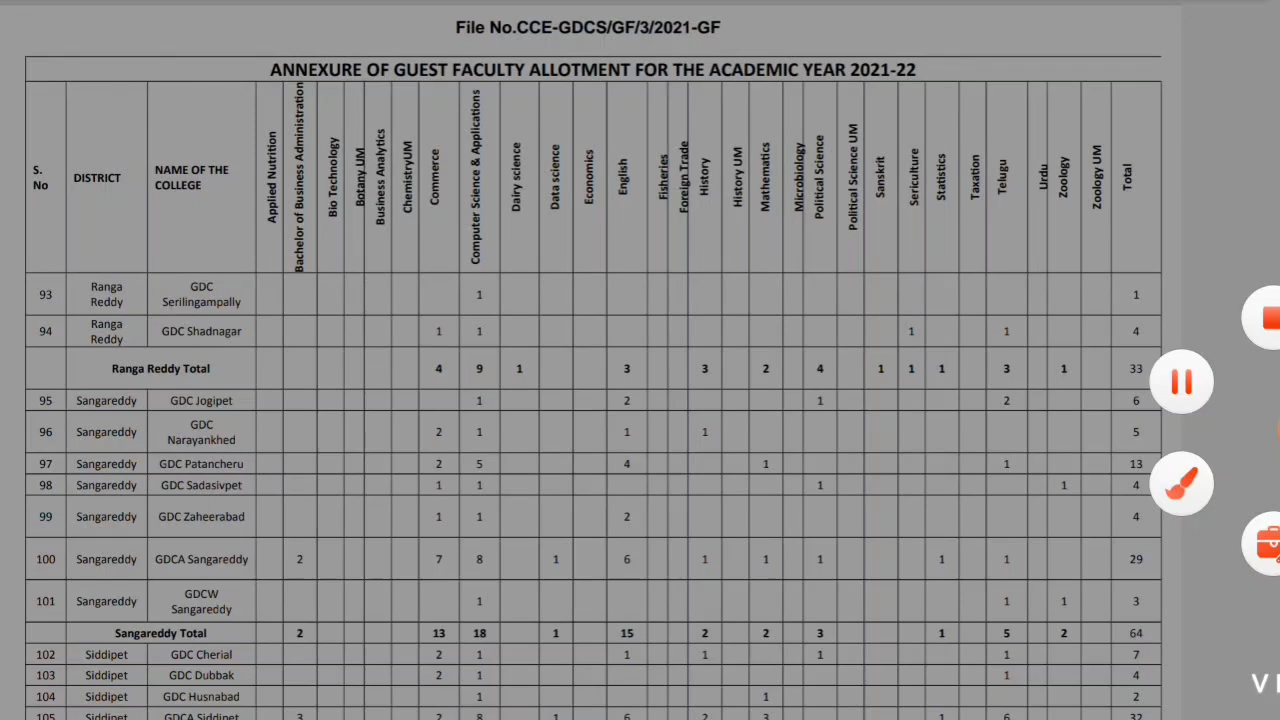 File No.CCE-GDCS/GF/3/2021-GF
ANNEXURE OF GUEST FACULTY ALLOTMENT FOR THE ACADEMIC YEAR 2021-22
S. No DISTRICT NAME OF THE COLLEGE Applied Nutrition Bachelor of Business Administration Bio Technology Botany UM Business Analytics ChemistryUM Commerce Computer Science & Applications Dairy science Data science Economics English Fisheries Foreign Trade History History UM Mathematics Microbiology Political Science Political Science UM Sanskrit Sericulture Statistics Taxation Telugu Urdu Zoology Zoology UM Total
93 Ranga Reddy GDC Serilingampally 1 1
94 Ranga Reddy GDC Shadnagar 1 1 1 1 4
Ranga Reddy Total 4 9 1 3 3 2 4 1 1 1 3 1 33
95 Sangareddy GDC Jogipet 1 2 1 2 6
96 Sangareddy GDC Narayankhed 2 1 1 1 5
97 Sangareddy GDC Patancheru 2 5 4 1 1 13
98 Sangareddy GDC Sadasivpet 1 1 1 1 4
99 Sangareddy GDC Zaheerabad 1 1 2 4
100 Sangareddy GDCA Sangareddy 2 7 8 1 6 1 1 1 1 1 29
101 Sangareddy GDCW Sangareddy 1 1 1 3
Sangareddy Total 2 13 18 1 15 2 2 3 1 5 2 64
102 Siddipet GDC Cherial 2 1 1 1 1 1 7
103 Siddipet GDC Dubbak 2 1 1 4
104 Siddipet GDC Husnabad 1 1 2
105 Siddipet GDCA Siddipet 3 2 8 1 6 2 3 1 6 32